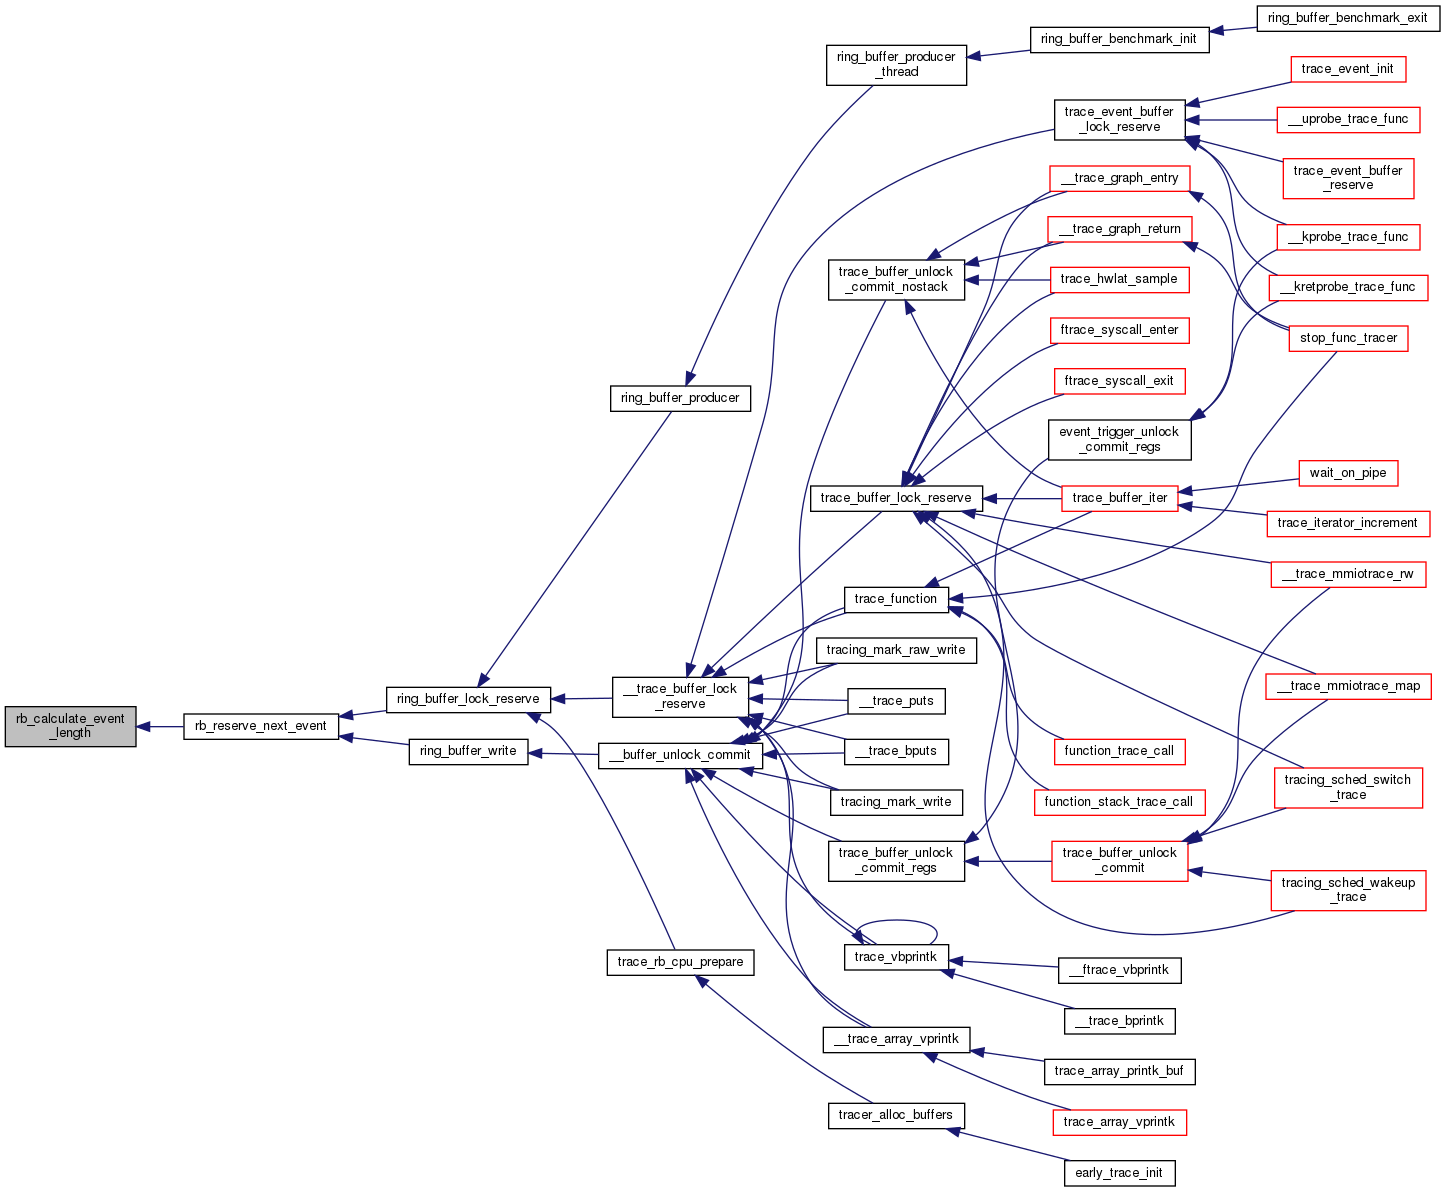 rb_calculate_event
_length
rb_reserve_next_event
ring_buffer_lock_reserve
ring_buffer_write
ring_buffer_producer
__trace_buffer_lock
_reserve
__buffer_unlock_commit
trace_rb_cpu_prepare
ring_buffer_producer
_thread
trace_buffer_unlock
_commit_nostack
trace_buffer_lock_reserve
trace_function
tracing_mark_raw_write
__trace_puts
__trace_bputs
tracing_mark_write
trace_buffer_unlock
_commit_regs
trace_vbprintk
__trace_array_vprintk
tracer_alloc_buffers
ring_buffer_benchmark_init
trace_event_buffer
_lock_reserve
__trace_graph_entry
__trace_graph_return
trace_hwlat_sample
ftrace_syscall_enter
ftrace_syscall_exit
event_trigger_unlock
_commit_regs
trace_buffer_iter
function_trace_call
function_stack_trace_call
trace_buffer_unlock
_commit
__ftrace_vbprintk
__trace_bprintk
trace_array_printk_buf
trace_array_vprintk
early_trace_init
ring_buffer_benchmark_exit
trace_event_init
__uprobe_trace_func
trace_event_buffer
_reserve
__kprobe_trace_func
__kretprobe_trace_func
stop_func_tracer
wait_on_pipe
trace_iterator_increment
__trace_mmiotrace_rw
__trace_mmiotrace_map
tracing_sched_switch
_trace
tracing_sched_wakeup
_trace